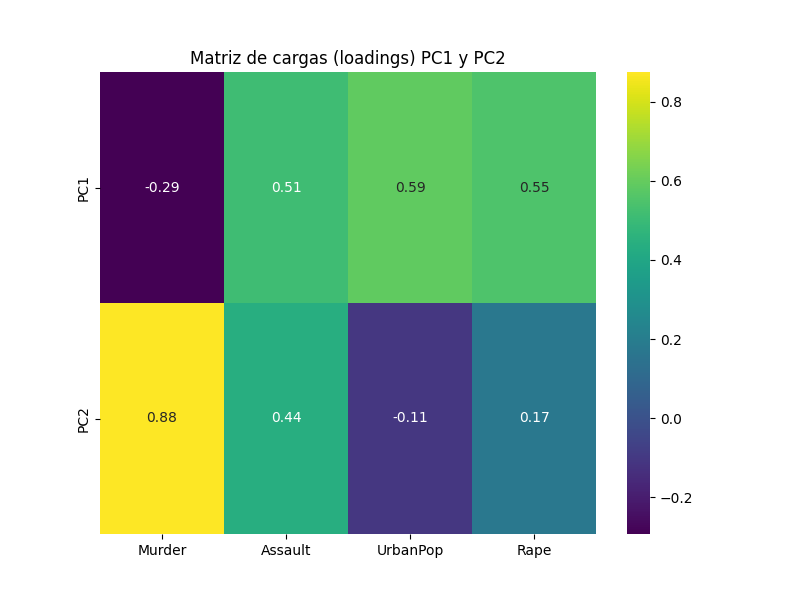 Matriz de cargas (loadings) PC1 y PC2
PC1
-0.29 0.51 0.59 0.55
PC2
0.88 0.44 -0.11 0.17
Murder Assault UrbanPop Rape
0.8
0.6
0.4
0.2
0.0
−0.2